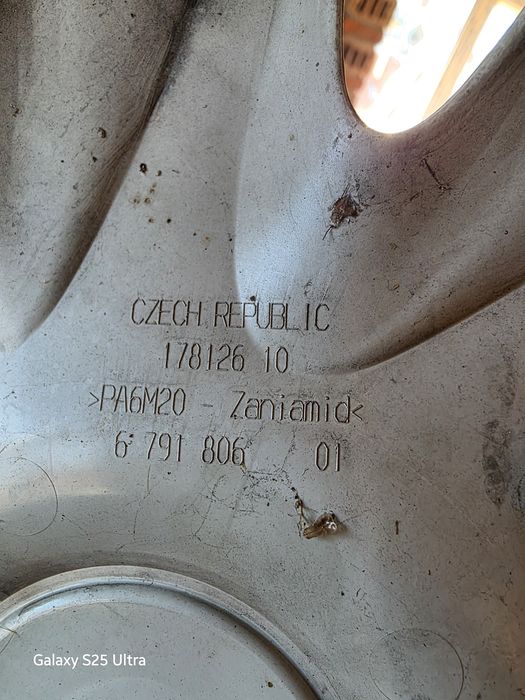 CZECH REPUBLIC
178126 10
>PA6M20 - Zaniamid<
6 791 806 01
Galaxy S25 Ultra